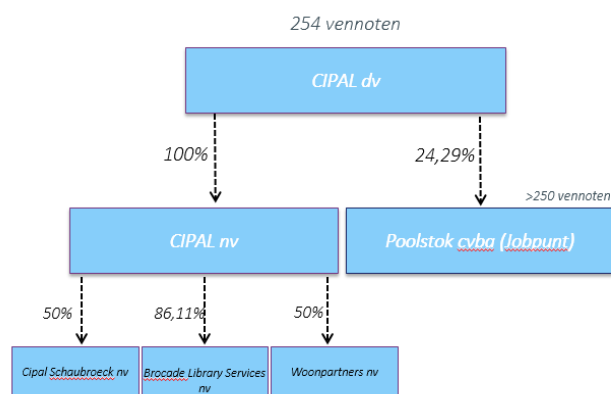 254 vennoten
CIPAL dv
100%
24,29%
>250 vennoten
CIPAL nv
Poolstok cvba (Jobpunt)
50%
86,11%
50%
Cipal Schaubroeck nv
Brocade Library Services
nv
Woonpartners nv